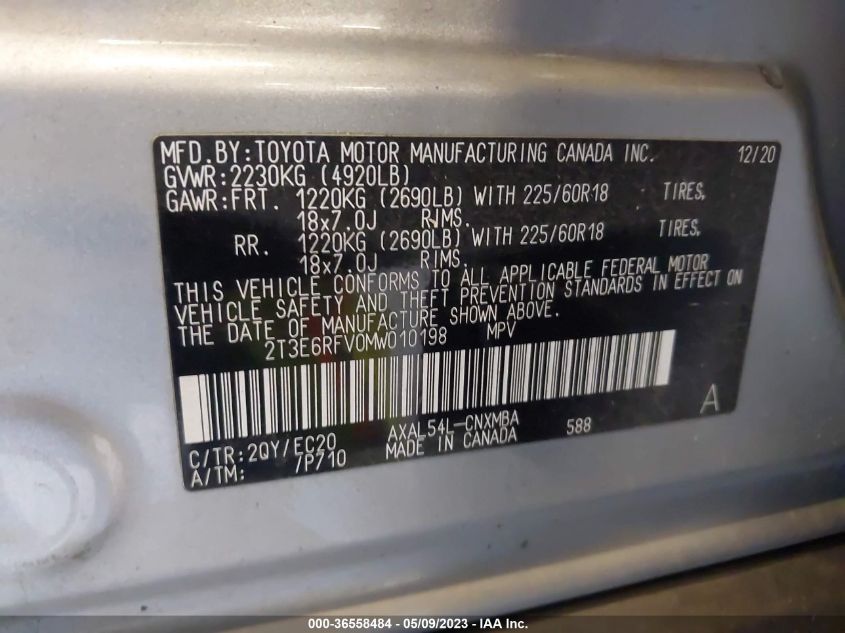 MFD.BY:TOYOTA MOTOR MANUFACTURING CANADA INC. 12/20
GVWR:2230KG (4920LB)
GAWR:FRT. 1220KG (2690LB) WITH 225/60R18 TIRES,
18x7.0J RIMS.
RR. 1220KG (2690LB) WITH 225/60R18 TIRES,
18x7.0J RIMS.
THIS VEHICLE CONFORMS TO ALL APPLICABLE FEDERAL MOTOR
VEHICLE SAFETY AND THEFT PREVENTION STANDARDS IN EFFECT ON
THE DATE OF MANUFACTURE SHOWN ABOVE.
2T3E6RFV0MW010198 MPV
A
C/TR:2QY/EC20 AXAL54L-CNXMBA 588
A/TM: /P710 MADE IN CANADA
000-36558484 / 05/09/2023 - IAA Inc.